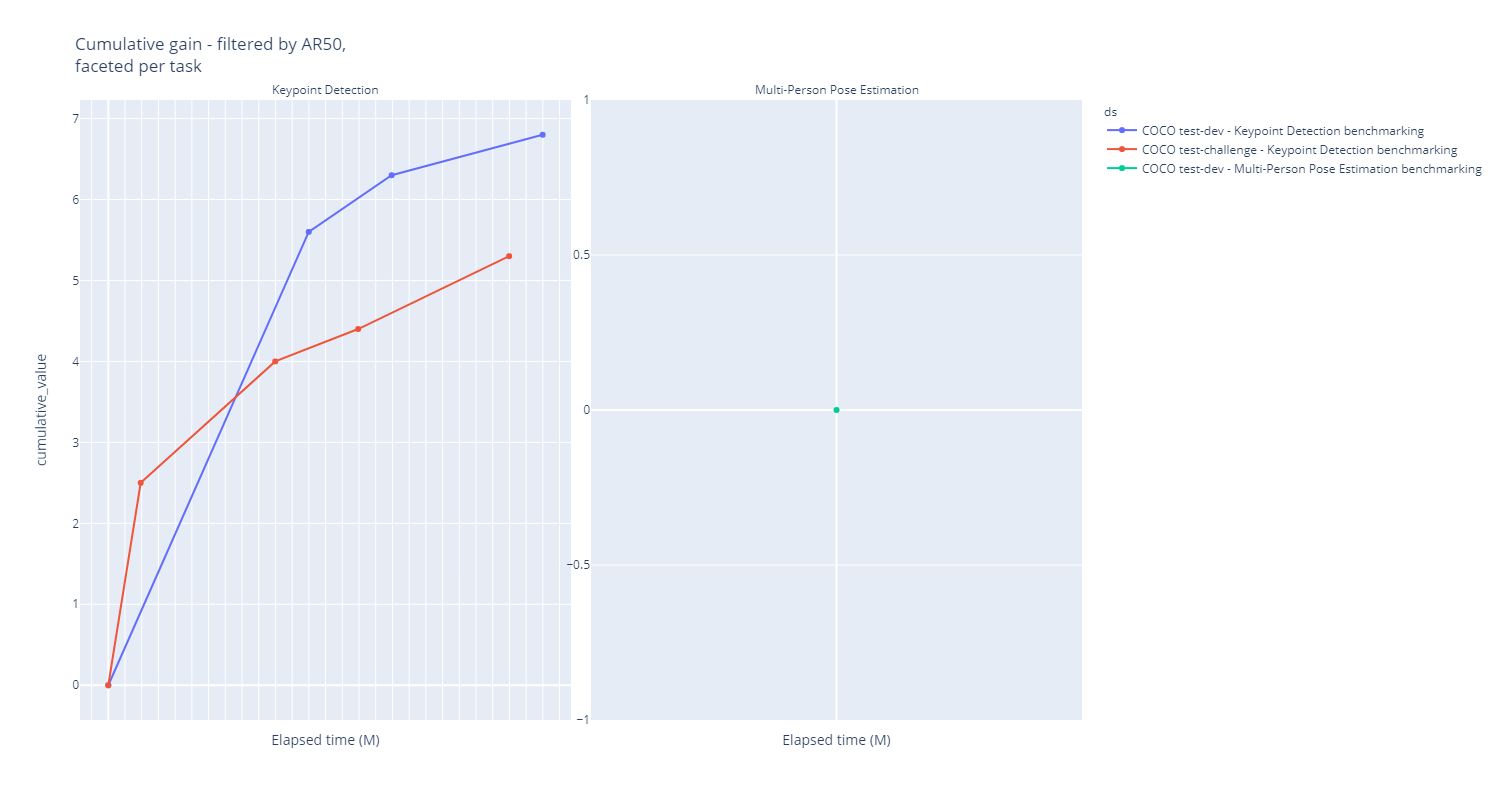 Cumulative gain - filtered by AR50,
faceted per task
Keypoint Detection
Multi-Person Pose Estimation
7
6
5
4
3
2
1
0
cumulative_value
Elapsed time (M)
1
0.5
0
−0.5
−1
Elapsed time (M)
ds
COCO test-dev - Keypoint Detection benchmarking
COCO test-challenge - Keypoint Detection benchmarking
COCO test-dev - Multi-Person Pose Estimation benchmarking